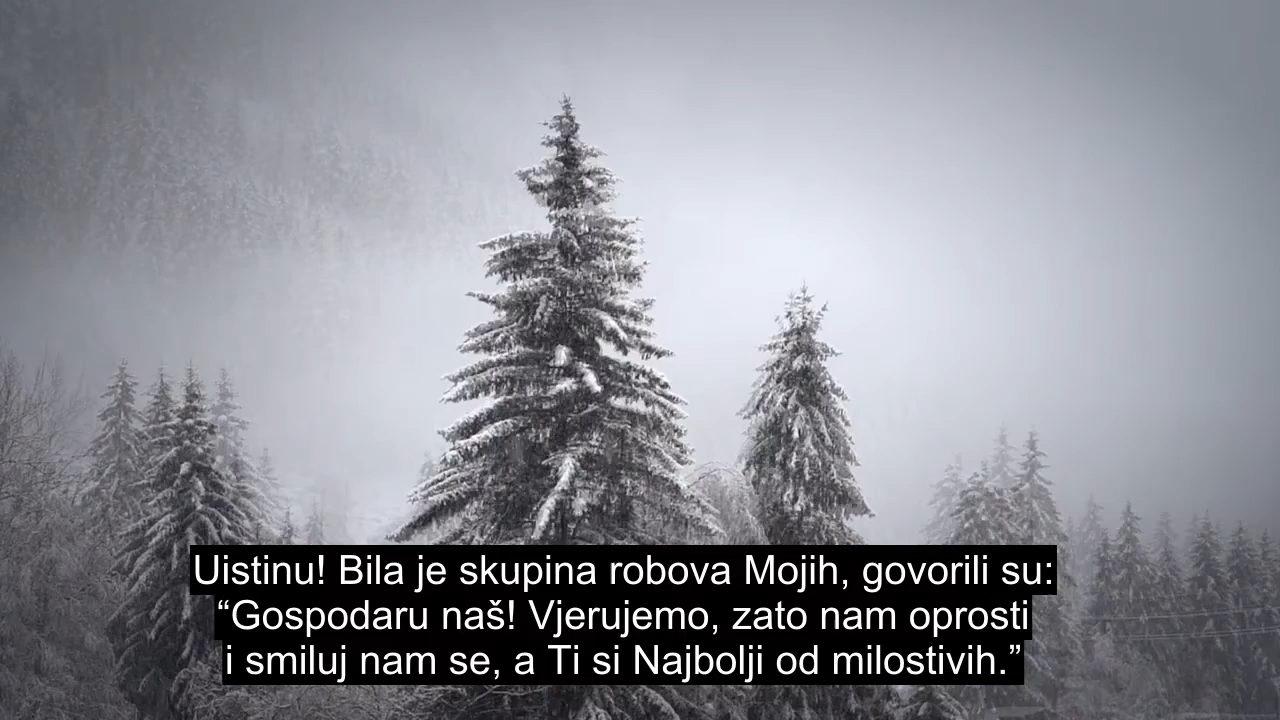 Uistinu! Bila je skupina robova Mojih, govorili su:
“Gospodaru naš! Vjerujemo, zato nam oprosti
i smiluj nam se, a Ti si Najbolji od milostivih.”